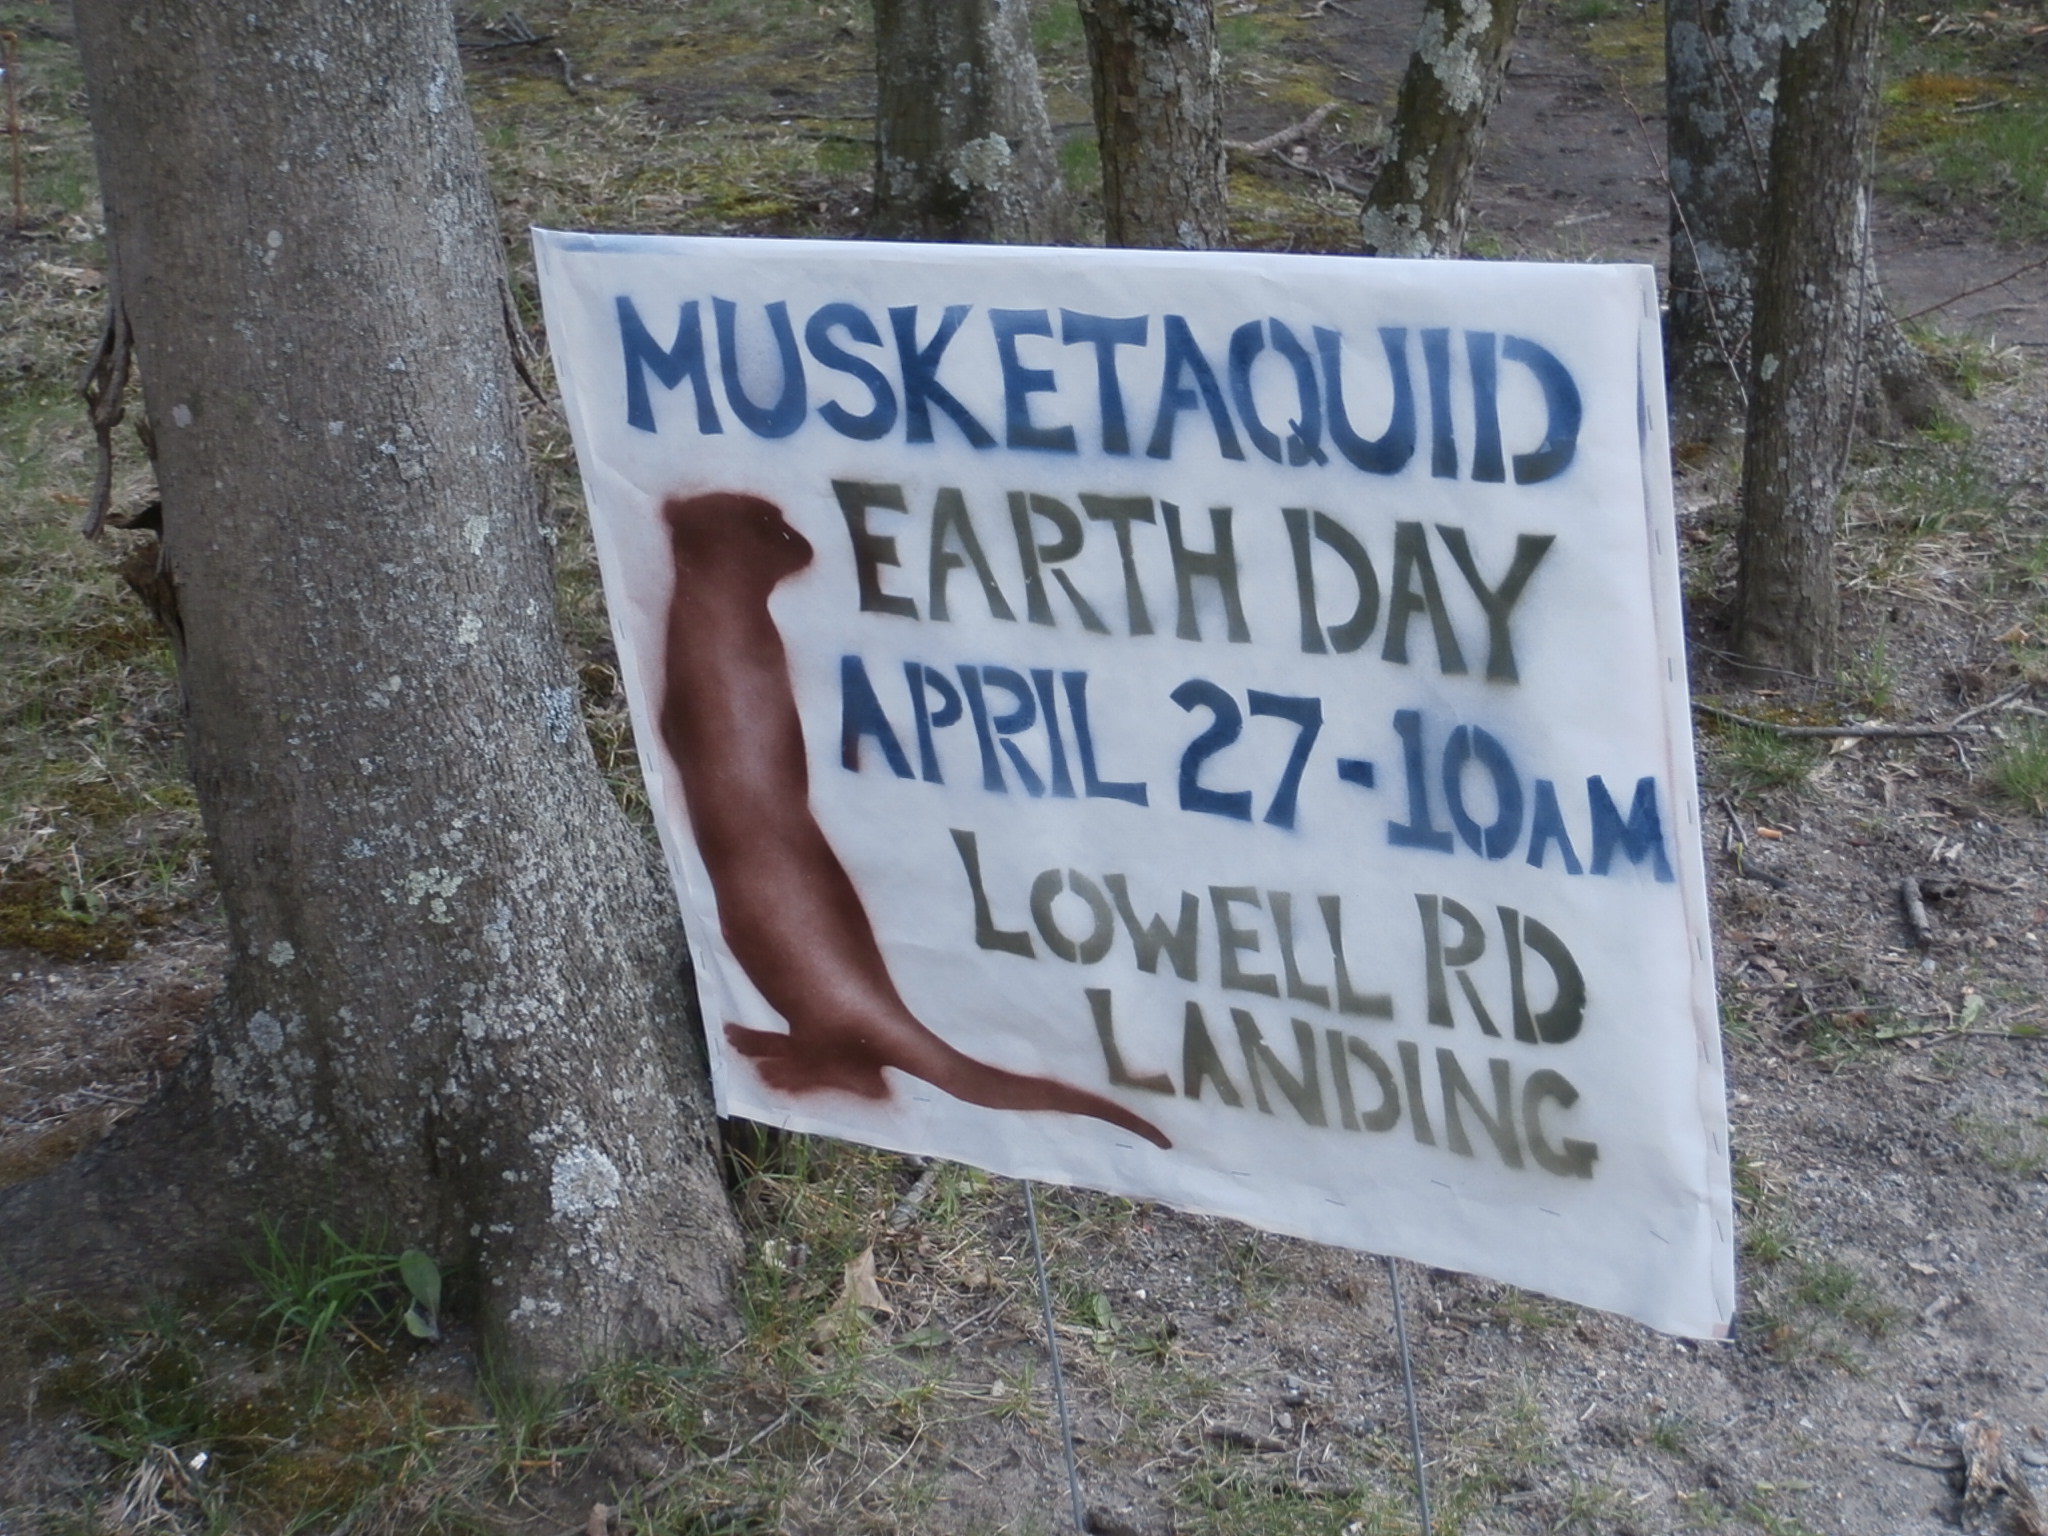 MUSKETAQUID
EARTH DAY
APRIL 27-10AM
LOWELL RD
LANDING